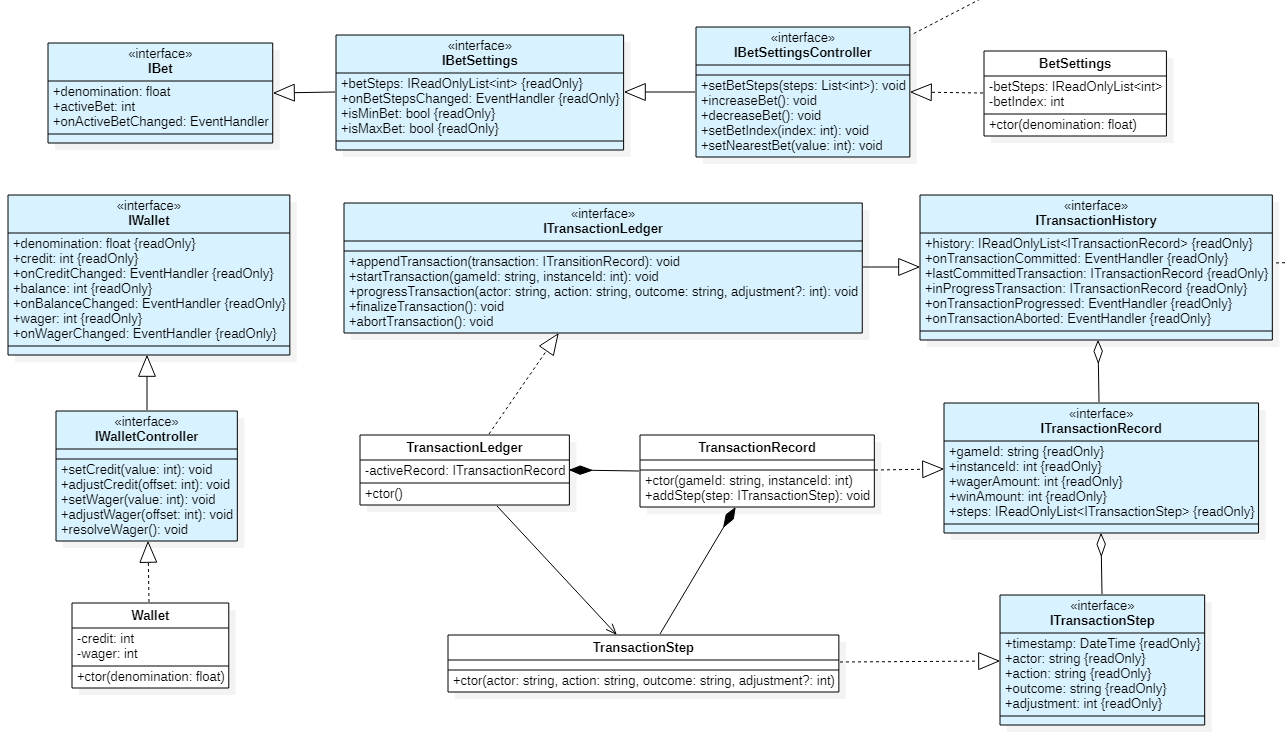 «interface»
IBet
+denomination: float
+activeBet: int
+onActiveBetChanged: EventHandler
«interface»
IBetSettings
+betSteps: IReadOnlyList<int> {readOnly}
+onBetStepsChanged: EventHandler {readOnly}
+isMinBet: bool {readOnly}
+isMaxBet: bool {readOnly}
«interface»
IBetSettingsController
+setBetSteps(steps: List<int>): void
+increaseBet(): void
+decreaseBet(): void
+setBetIndex(index: int): void
+setNearestBet(value: int): void
BetSettings
-betSteps: IReadOnlyList<int>
-betIndex: int
+ctor(denomination: float)
«interface»
IWallet
+denomination: float {readOnly}
+credit: int {readOnly}
+onCreditChanged: EventHandler {readOnly}
+balance: int {readOnly}
+onBalanceChanged: EventHandler {readOnly}
+wager: int {readOnly}
+onWagerChanged: EventHandler {readOnly}
«interface»
ITransactionLedger
+appendTransaction(transaction: ITransitionRecord): void
+startTransaction(gameId: string, instanceId: int): void
+progressTransaction(actor: string, action: string, outcome: string, adjustment?: int): void
+finalizeTransaction(): void
+abortTransaction(): void
«interface»
ITransactionHistory
+history: IReadOnlyList<ITransactionRecord> {readOnly}
+onTransactionCommitted: EventHandler {readOnly}
+lastCommittedTransaction: ITransactionRecord {readOnly}
+inProgressTransaction: ITransactionRecord {readOnly}
+onTransactionProgressed: EventHandler {readOnly}
+onTransactionAborted: EventHandler {readOnly}
«interface»
IWalletController
+setCredit(value: int): void
+adjustCredit(offset: int): void
+setWager(value: int): void
+adjustWager(offset: int): void
+resolveWager(): void
TransactionLedger
-activeRecord: ITransactionRecord
+ctor()
TransactionRecord
+ctor(gameId: string, instanceId: int)
+addStep(step: ITransactionStep): void
«interface»
ITransactionRecord
+gameId: string {readOnly}
+instanceId: int {readOnly}
+wagerAmount: int {readOnly}
+winAmount: int {readOnly}
+steps: IReadOnlyList<ITransactionStep> {readOnly}
Wallet
-credit: int
-wager: int
+ctor(denomination: float)
TransactionStep
+ctor(actor: string, action: string, outcome: string, adjustment?: int)
«interface»
ITransactionStep
+timestamp: DateTime {readOnly}
+actor: string {readOnly}
+action: string {readOnly}
+outcome: string {readOnly}
+adjustment: int {readOnly}